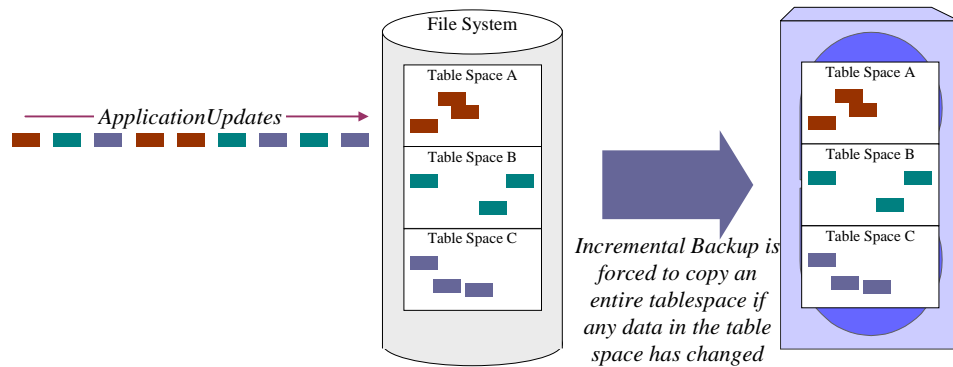 File System
Table Space A
ApplicationUpdates
Table Space B
Table Space C
Incremental Backup is
forced to copy an
entire tablespace if
any data in the table
space has changed
Table Space A
Table Space B
Table Space C